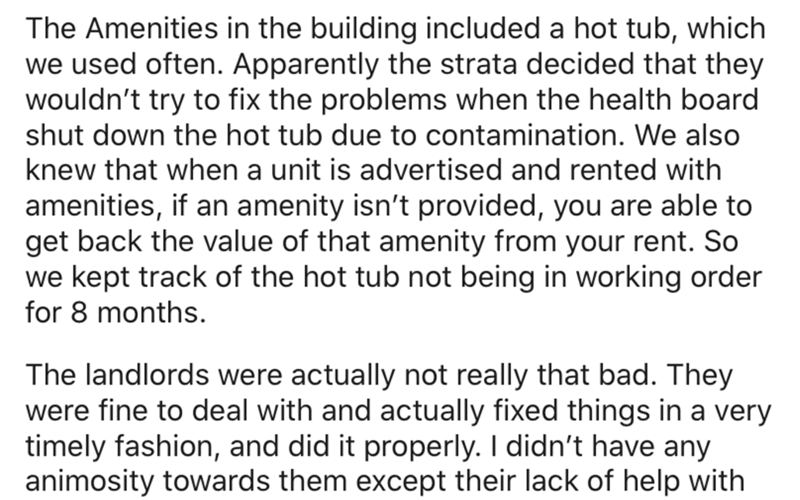 The Amenities in the building included a hot tub, which
we used often. Apparently the strata decided that they
wouldn’t try to fix the problems when the health board
shut down the hot tub due to contamination. We also
knew that when a unit is advertised and rented with
amenities, if an amenity isn’t provided, you are able to
get back the value of that amenity from your rent. So
we kept track of the hot tub not being in working order
for 8 months.
The landlords were actually not really that bad. They
were fine to deal with and actually fixed things in a very
timely fashion, and did it properly. I didn’t have any
animosity towards them except their lack of help with